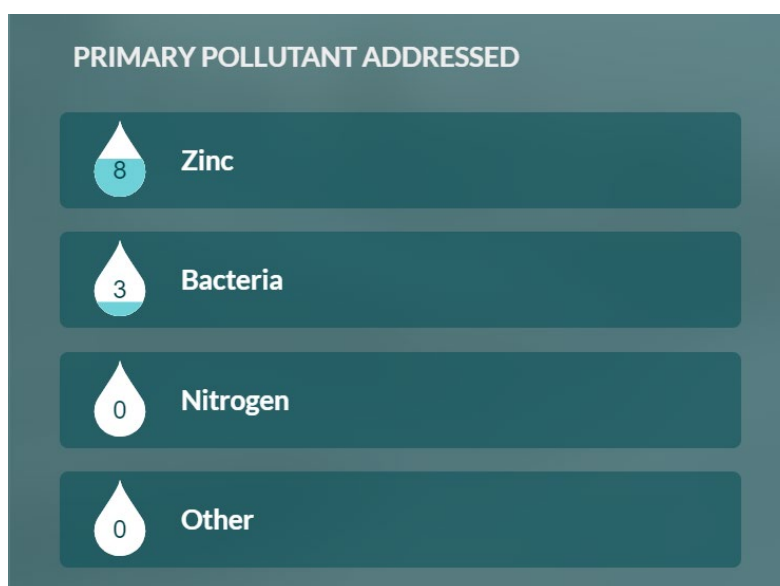 PRIMARY POLLUTANT ADDRESSED
8 Zinc
3 Bacteria
0 Nitrogen
0 Other